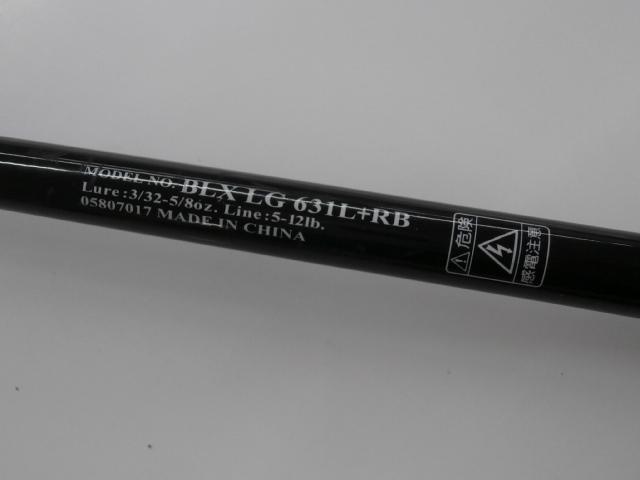 MODEL NO. BLX LG 631L+RB
Lure:3/32-5/8oz. Line:5-12lb.
05807017 MADE IN CHINA
危険
感電注意